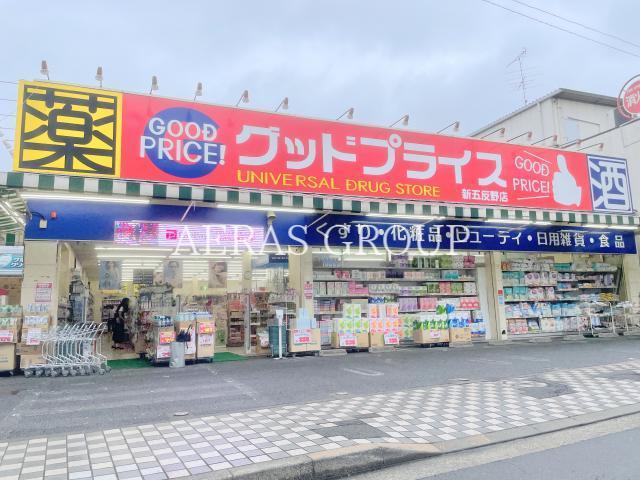 薬
GOOD
PRICE!
グッドプライス
UNIVERSAL DRUG STORE
新五反野店
GOOD
PRICE!
酒
・化粧品・ビューティ・日用雑貨・食品
AERAS GROUP